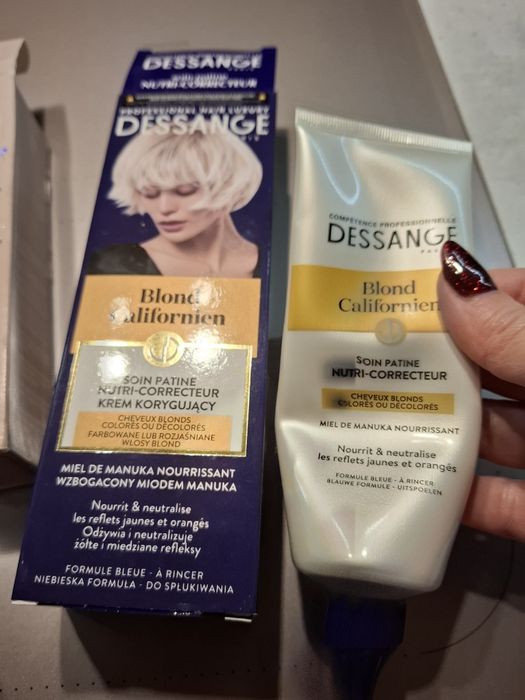 DESSANGE
NUTRI-CORRECTEUR
PROFESSIONAL HAIR LUXURY
DESSANGE
PARIS
Blond
Californien
SOIN PATINE
NUTRI-CORRECTEUR
KREM KORYGUJĄCY
CHEVEUX BLONDS
COLORÉS OU DÉCOLORÉS
FARBOWANE LUB ROZJAŚNIANE
WŁOSY BLOND
MIEL DE MANUKA NOURRISSANT
WZBOGACONY MIODEM MANUKA
Nourrit & neutralise
les reflets jaunes et orangés
Odżywia i neutralizuje
żółte i miedziane refleksy
FORMULE BLEUE - À RINCER
NIEBIESKA FORMUŁA - DO SPŁUKIWANIA
COMPÉTENCE PROFESSIONNELLE
DESSANGE
PARIS
Blond
Californien
SOIN PATINE
NUTRI-CORRECTEUR
CHEVEUX BLONDS
COLORÉS OU DÉCOLORÉS
MIEL DE MANUKA NOURRISSANT
Nourrit & neutralise
les reflets jaunes et orangés
FORMULE BLEUE - À RINCER
BLAUWE FORMULE - UITSPOELEN